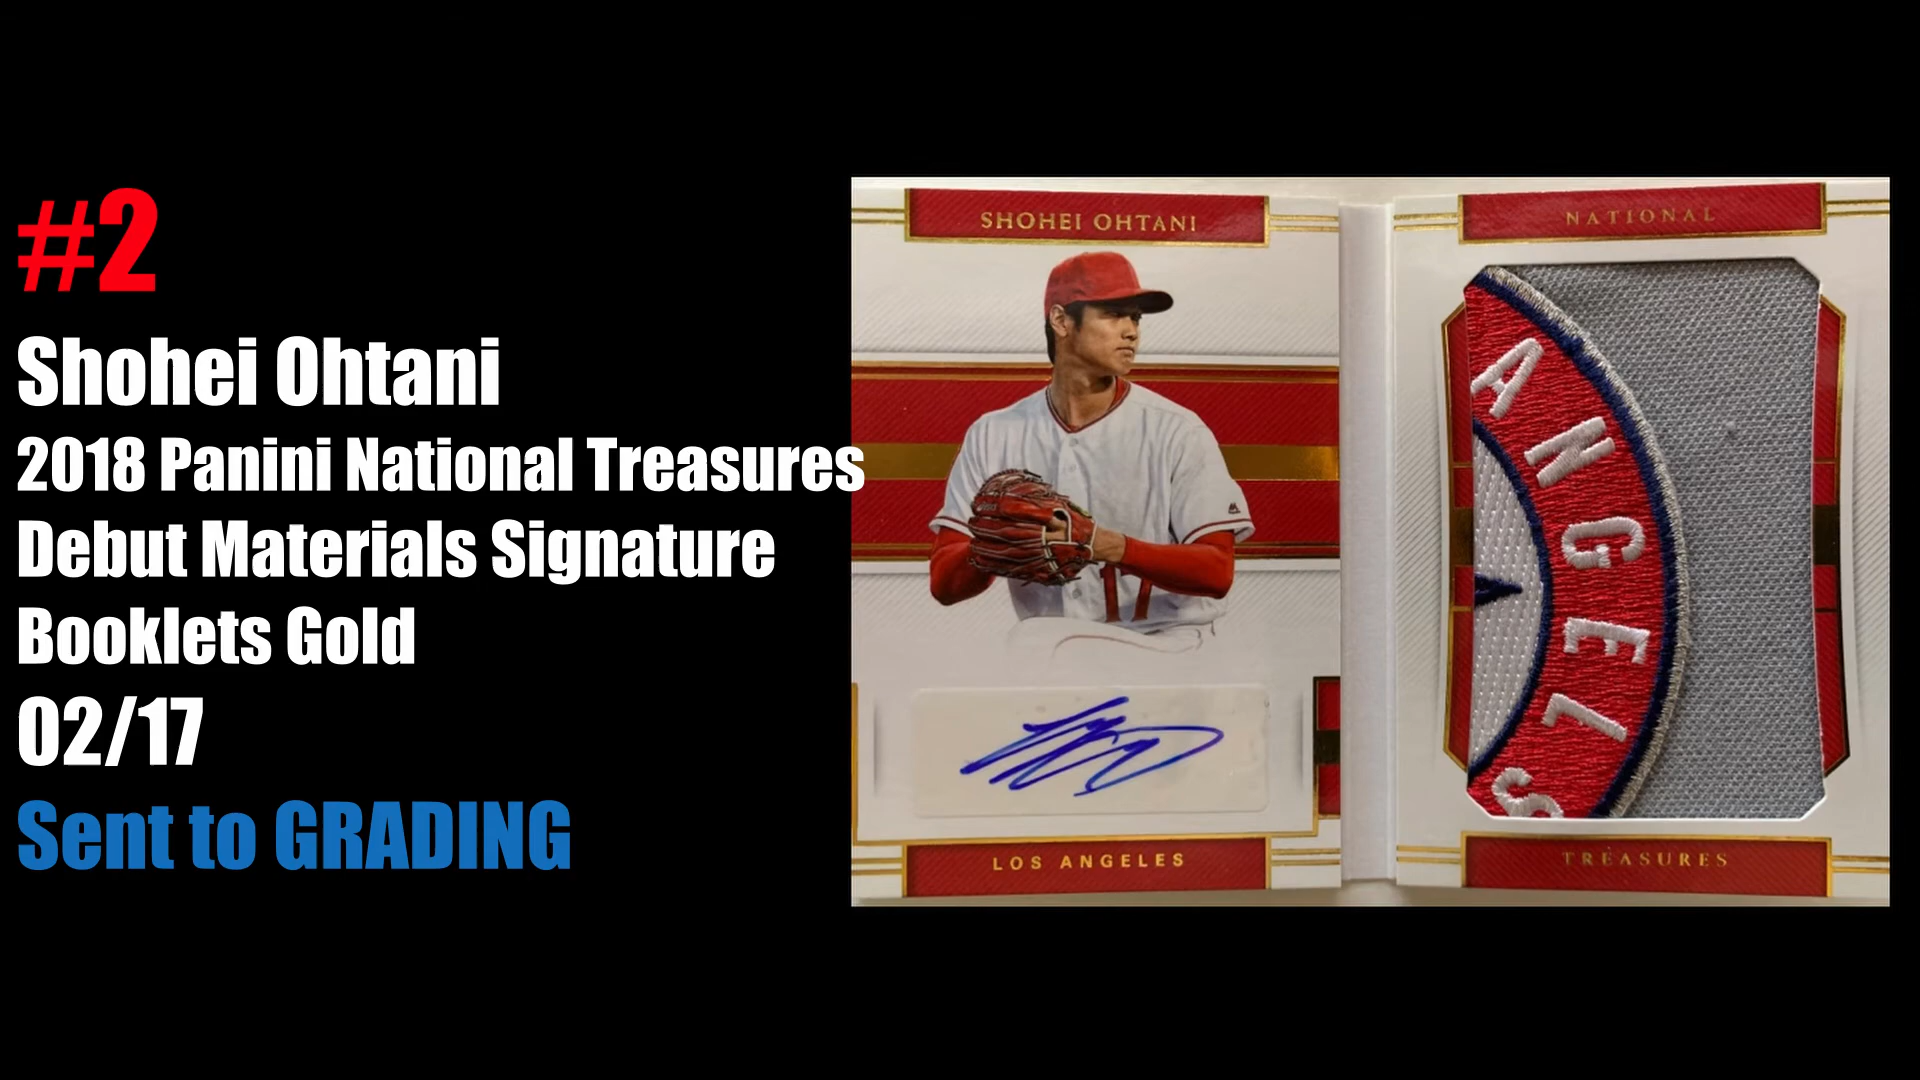 #2
Shohei Ohtani
2018 Panini National Treasures
Debut Materials Signature
Booklets Gold
02/17
Sent to GRADING
SHOHEI OHTANI
LOS ANGELES
NATIONAL
ANGELS
TREASURES